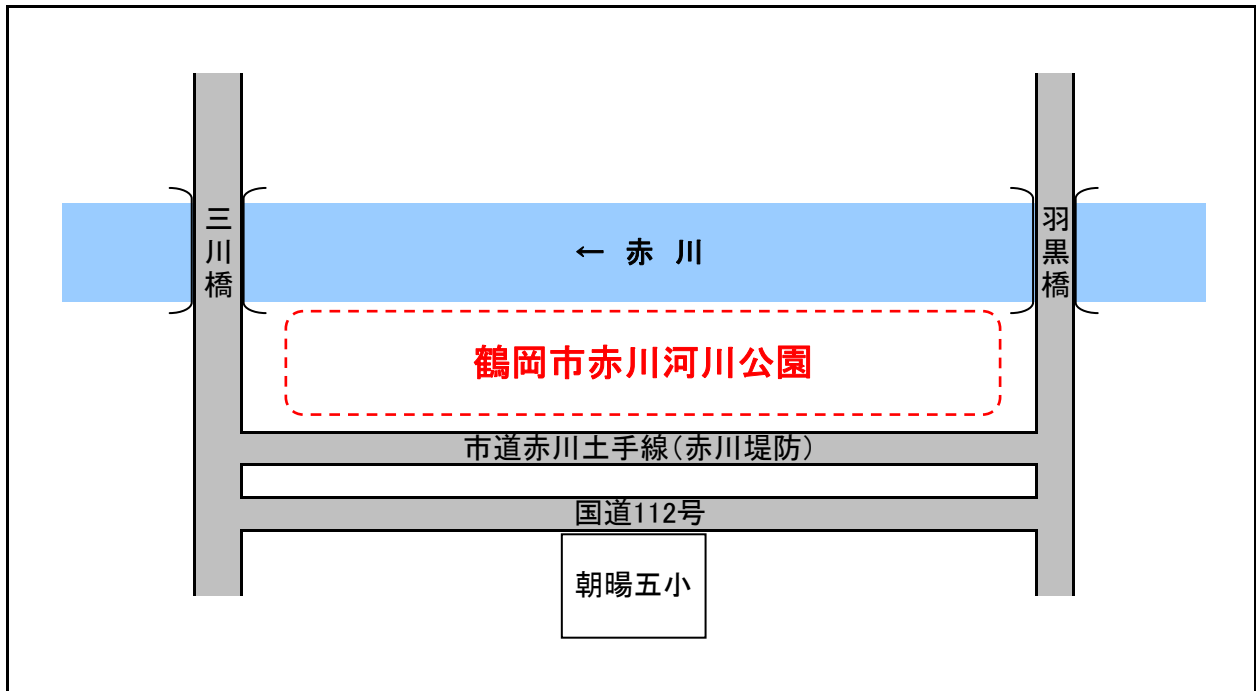 三川橋
← 赤 川
羽黒橋
鶴岡市赤川河川公園
市道赤川土手線(赤川堤防)
国道112号
朝暘五小